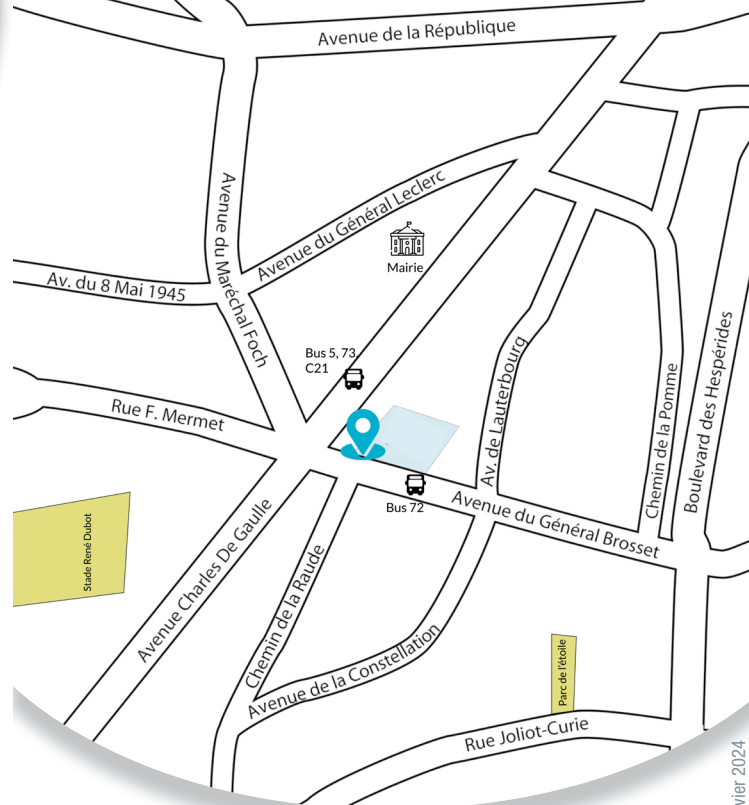 Avenue de la République
Avenue du Général Leclerc
Avenue du Maréchal Foch
Mairie
Av. du 8 Mai 1945
Bus 5, 73,
C21
Rue F. Mermet
Av. de Lauterbourg
Chemin de la Pomme
Boulevard des Hespérides
Bus 72
Avenue du Général Brosset
Stade René Dubot
Avenue Charles De Gaulle
Chemin de la Raude
Avenue de la Constellation
Parc de l'étoile
Rue Joliot-Curie
vier 2024